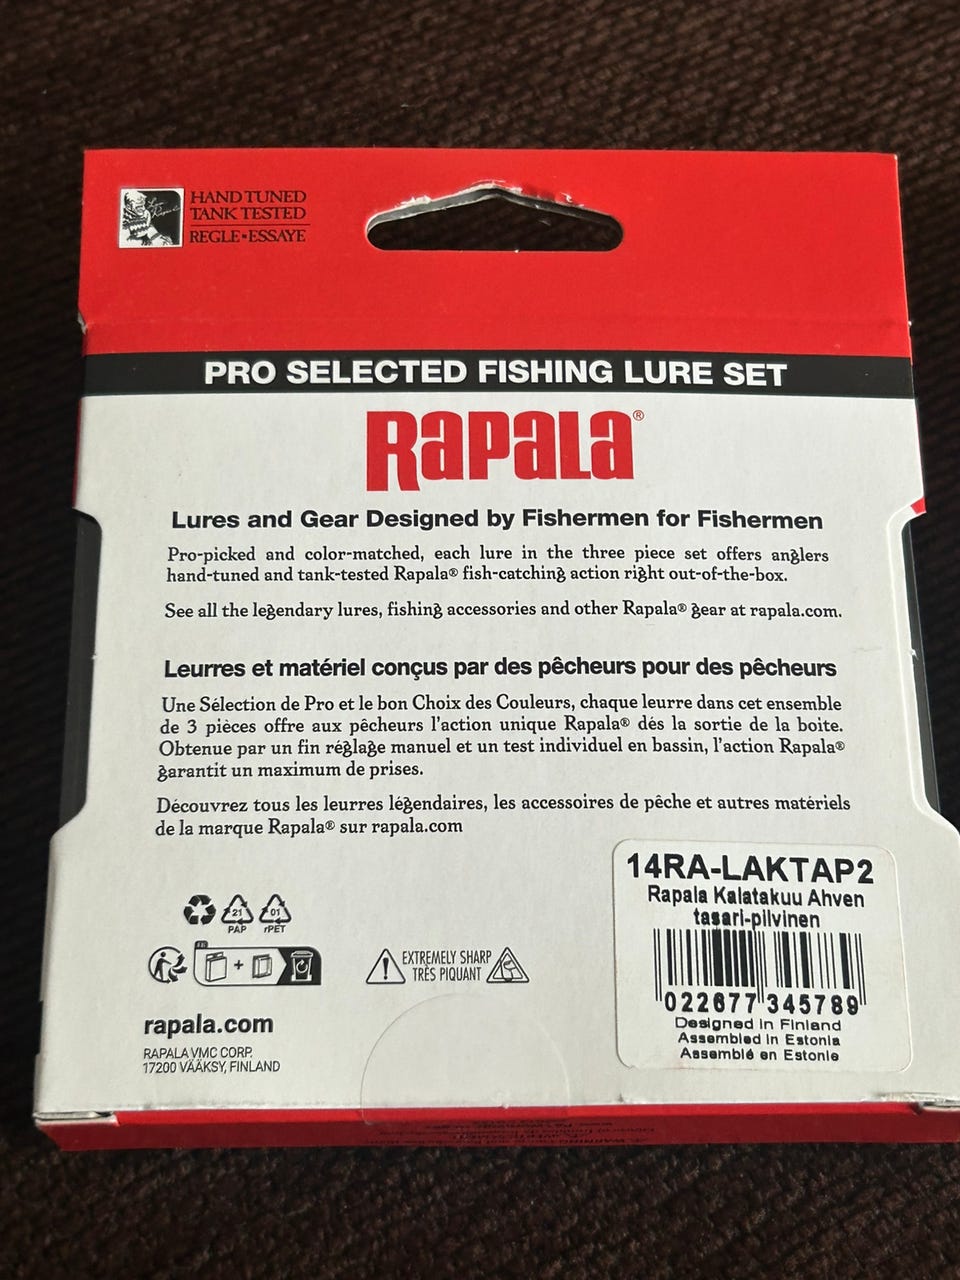 HAND TUNED
TANK TESTED
REGLE•ESSAYE
PRO SELECTED FISHING LURE SET
Rapala®
Lures and Gear Designed by Fishermen for Fishermen
Pro-picked and color-matched, each lure in the three piece set offers anglers
hand-tuned and tank-tested Rapala® fish-catching action right out-of-the-box.
See all the legendary lures, fishing accessories and other Rapala® gear at rapala.com.
Leurres et matériel conçus par des pêcheurs pour des pêcheurs
Une Sélection de Pro et le bon Choix des Couleurs, chaque leurre dans cet ensemble
de 3 pièces offre aux pêcheurs l'action unique Rapala® dés la sortie de la boite.
Obtenue par un fin réglage manuel et un test individuel en bassin, l'action Rapala®
garantit un maximum de prises.
Découvrez tous les leurres légendaires, les accessoires de pêche et autres matériels
de la marque Rapala® sur rapala.com
21 01
PAP rPET
FR
+
EXTREMELY SHARP
TRÈS PIQUANT
rapala.com
RAPALA VMC CORP.
17200 VÄÄKSY, FINLAND
14RA-LAKTAP2
Rapala Kalatakuu Ahven
tasari-pilvinen
022677 345789
Designed in Finland
Assembled in Estonia
Assemblé en Estonie